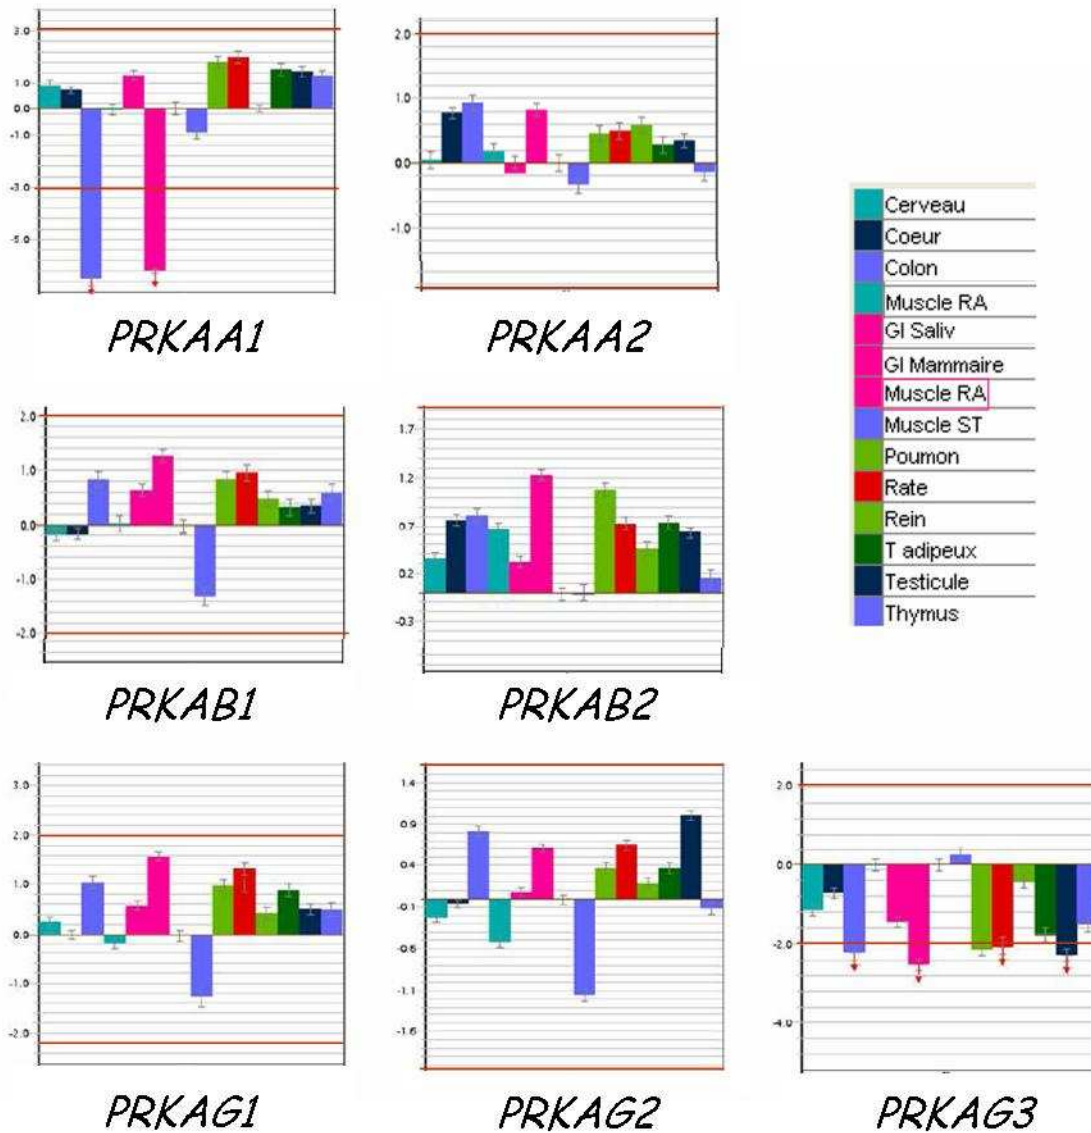 3.0
1.0
0.0
-1.0
-3.0
-5.0
PRKAA1
2.0
1.0
0.0
-1.0
PRKAA2
Cerveau
Coeur
Colon
Muscle RA
Gl Saliv
Gl Mammaire
Muscle RA
Muscle ST
Poumon
Rate
Rein
T adipeux
Testicule
Thymus
2.0
1.0
0.0
-1.0
-2.0
PRKAB1
1.7
1.2
0.7
0.2
-0.3
PRKAB2
3.0
2.0
1.0
0.0
-1.0
-2.0
PRKAG1
1.4
0.9
0.4
-0.1
-0.6
-1.1
-1.6
PRKAG2
2.0
0.0
-2.0
-4.0
PRKAG3